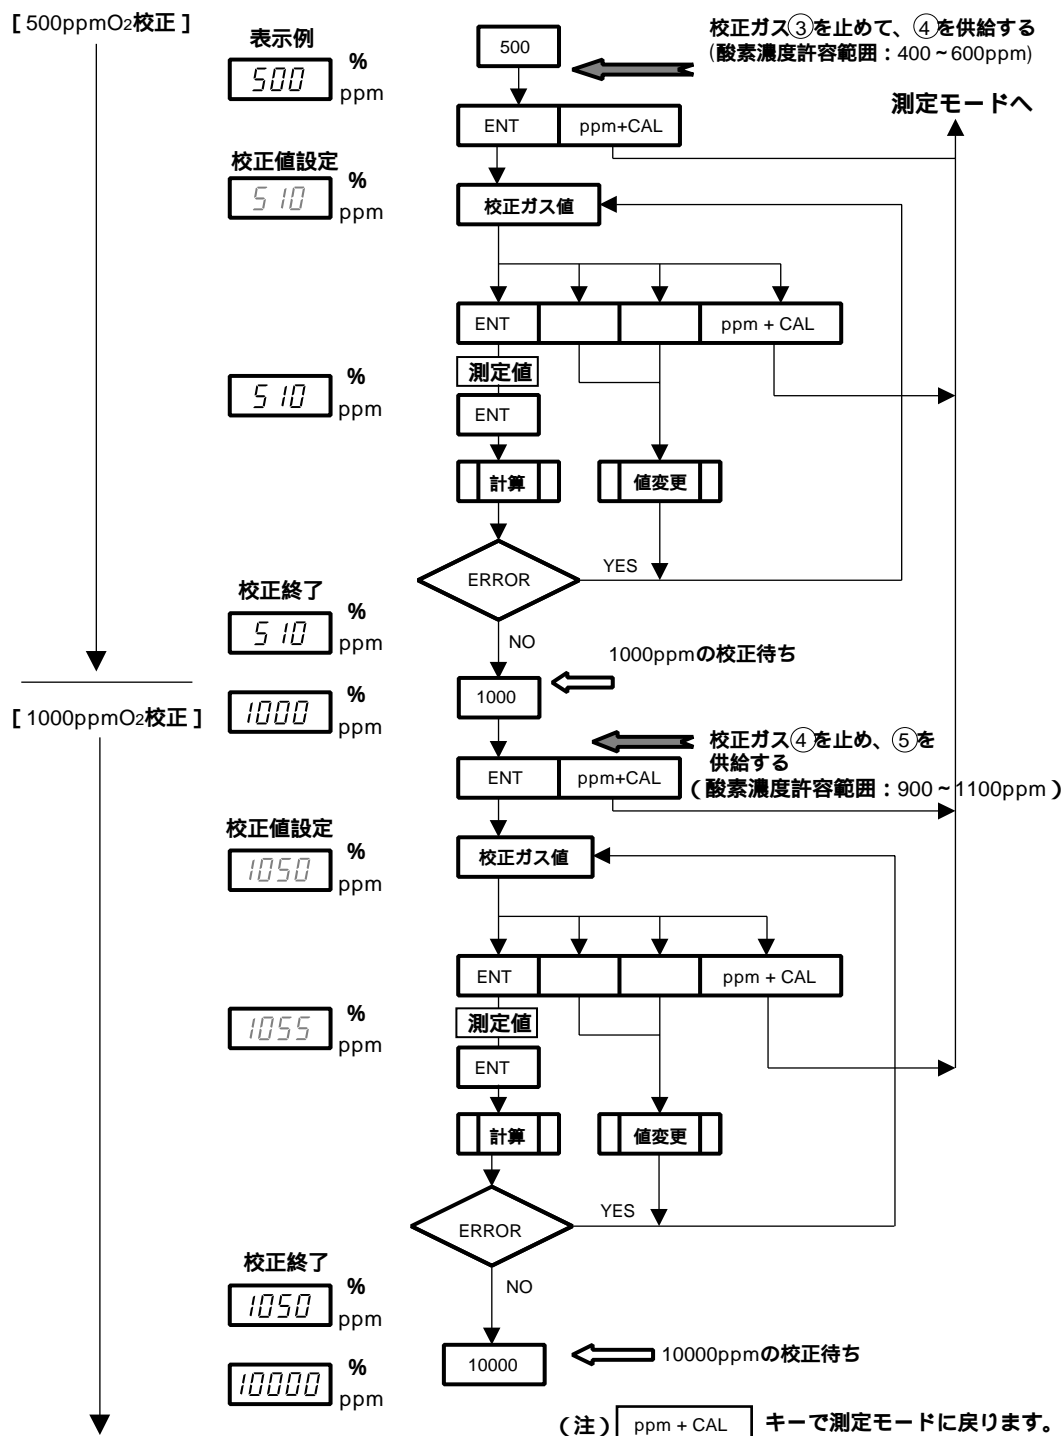 [ 500ppmO2校正 ]
表示例
500
%
ppm
500
校正ガス③を止めて、④を供給する
(酸素濃度許容範囲：400～600ppm)
測定モードへ
ENT
ppm+CAL
校正値設定
510
%
ppm
校正ガス値
ENT
ppm + CAL
測定値
510
%
ppm
ENT
計算
値変更
ERROR
YES
校正終了
510
%
ppm
NO
1000ppmの校正待ち
1000
1000
%
ppm
[ 1000ppmO2校正 ]
校正ガス④を止め、⑤を
供給する
（酸素濃度許容範囲：900～1100ppm）
ENT
ppm+CAL
校正値設定
1050
%
ppm
校正ガス値
ENT
ppm + CAL
測定値
1055
%
ppm
ENT
計算
値変更
ERROR
YES
校正終了
1050
%
ppm
NO
10000
10000ppmの校正待ち
10000
%
ppm
（注） ppm + CAL キーで測定モードに戻ります。